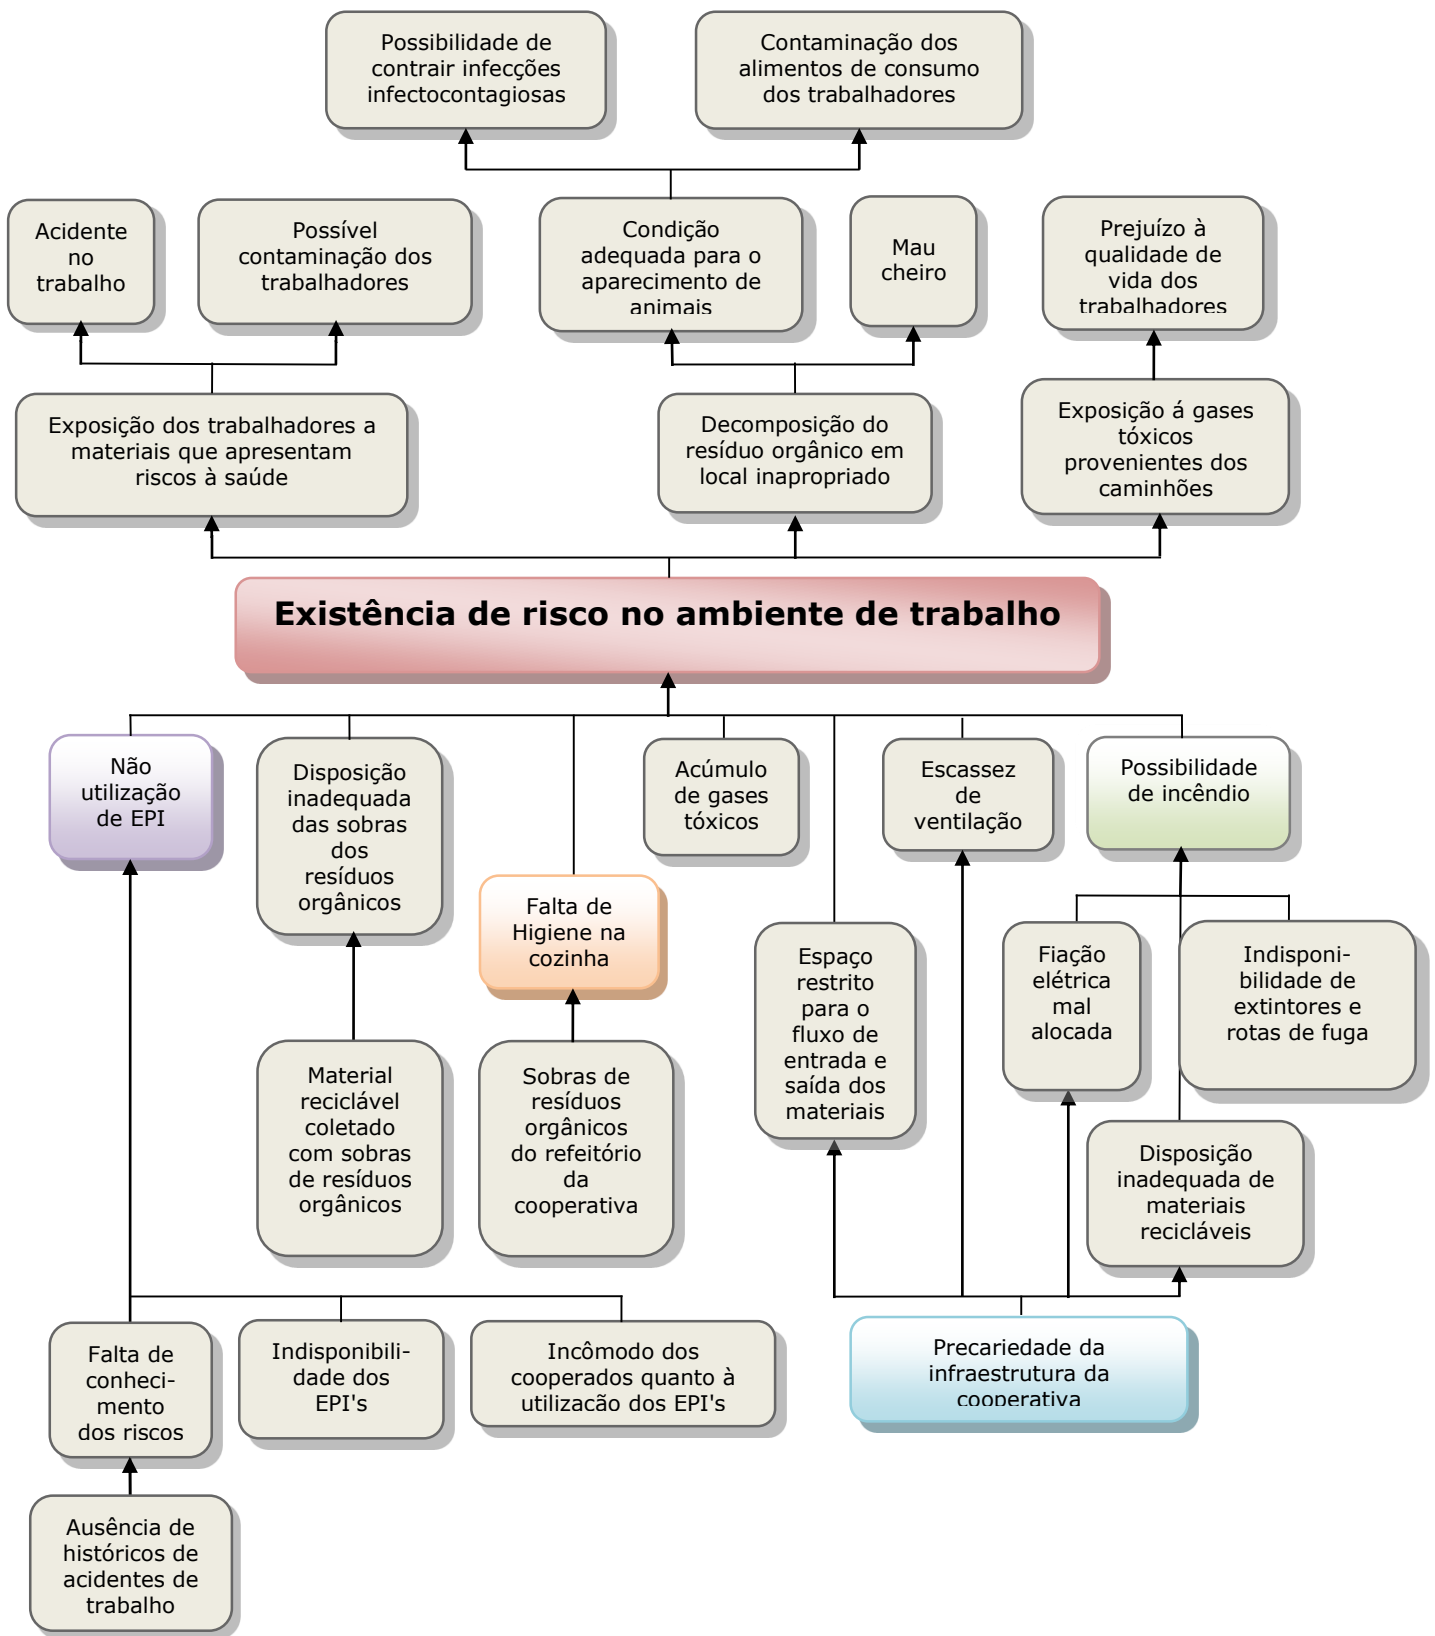 Possibilidade de
contrair infecções
infectocontagiosas
Contaminação dos
alimentos de consumo
dos trabalhadores
Acidente
no
trabalho
Possível
contaminação dos
trabalhadores
Condição
adequada para o
aparecimento de
animais
Mau
cheiro
Prejuízo à
qualidade de
vida dos
trabalhadores
Exposição dos trabalhadores a
materiais que apresentam
riscos à saúde
Decomposição do
resíduo orgânico em
local inapropriado
Exposição á gases
tóxicos
provenientes dos
caminhões
Existência de risco no ambiente de trabalho
Não
utilização
de EPI
Disposição
inadequada
das sobras
dos
resíduos
orgânicos
Falta de
Higiene na
cozinha
Acúmulo
de gases
tóxicos
Espaço
restrito
para o
fluxo de
entrada e
saída dos
materiais
Escassez
de
ventilação
Possibilidade
de incêndio
Fiação
elétrica
mal
alocada
Indisponi-
bilidade de
extintores e
rotas de fuga
Material
reciclável
coletado
com sobras
de resíduos
orgânicos
Sobras de
resíduos
orgânicos
do refeitório
da
cooperativa
Disposição
inadequada de
materiais
recicláveis
Falta de
conheci-
mento
dos riscos
Indisponibili-
dade dos
EPI's
Incômodo dos
cooperados quanto à
utilizacão dos EPI's
Precariedade da
infraestrutura da
cooperativa
Ausência de
históricos de
acidentes de
trabalho